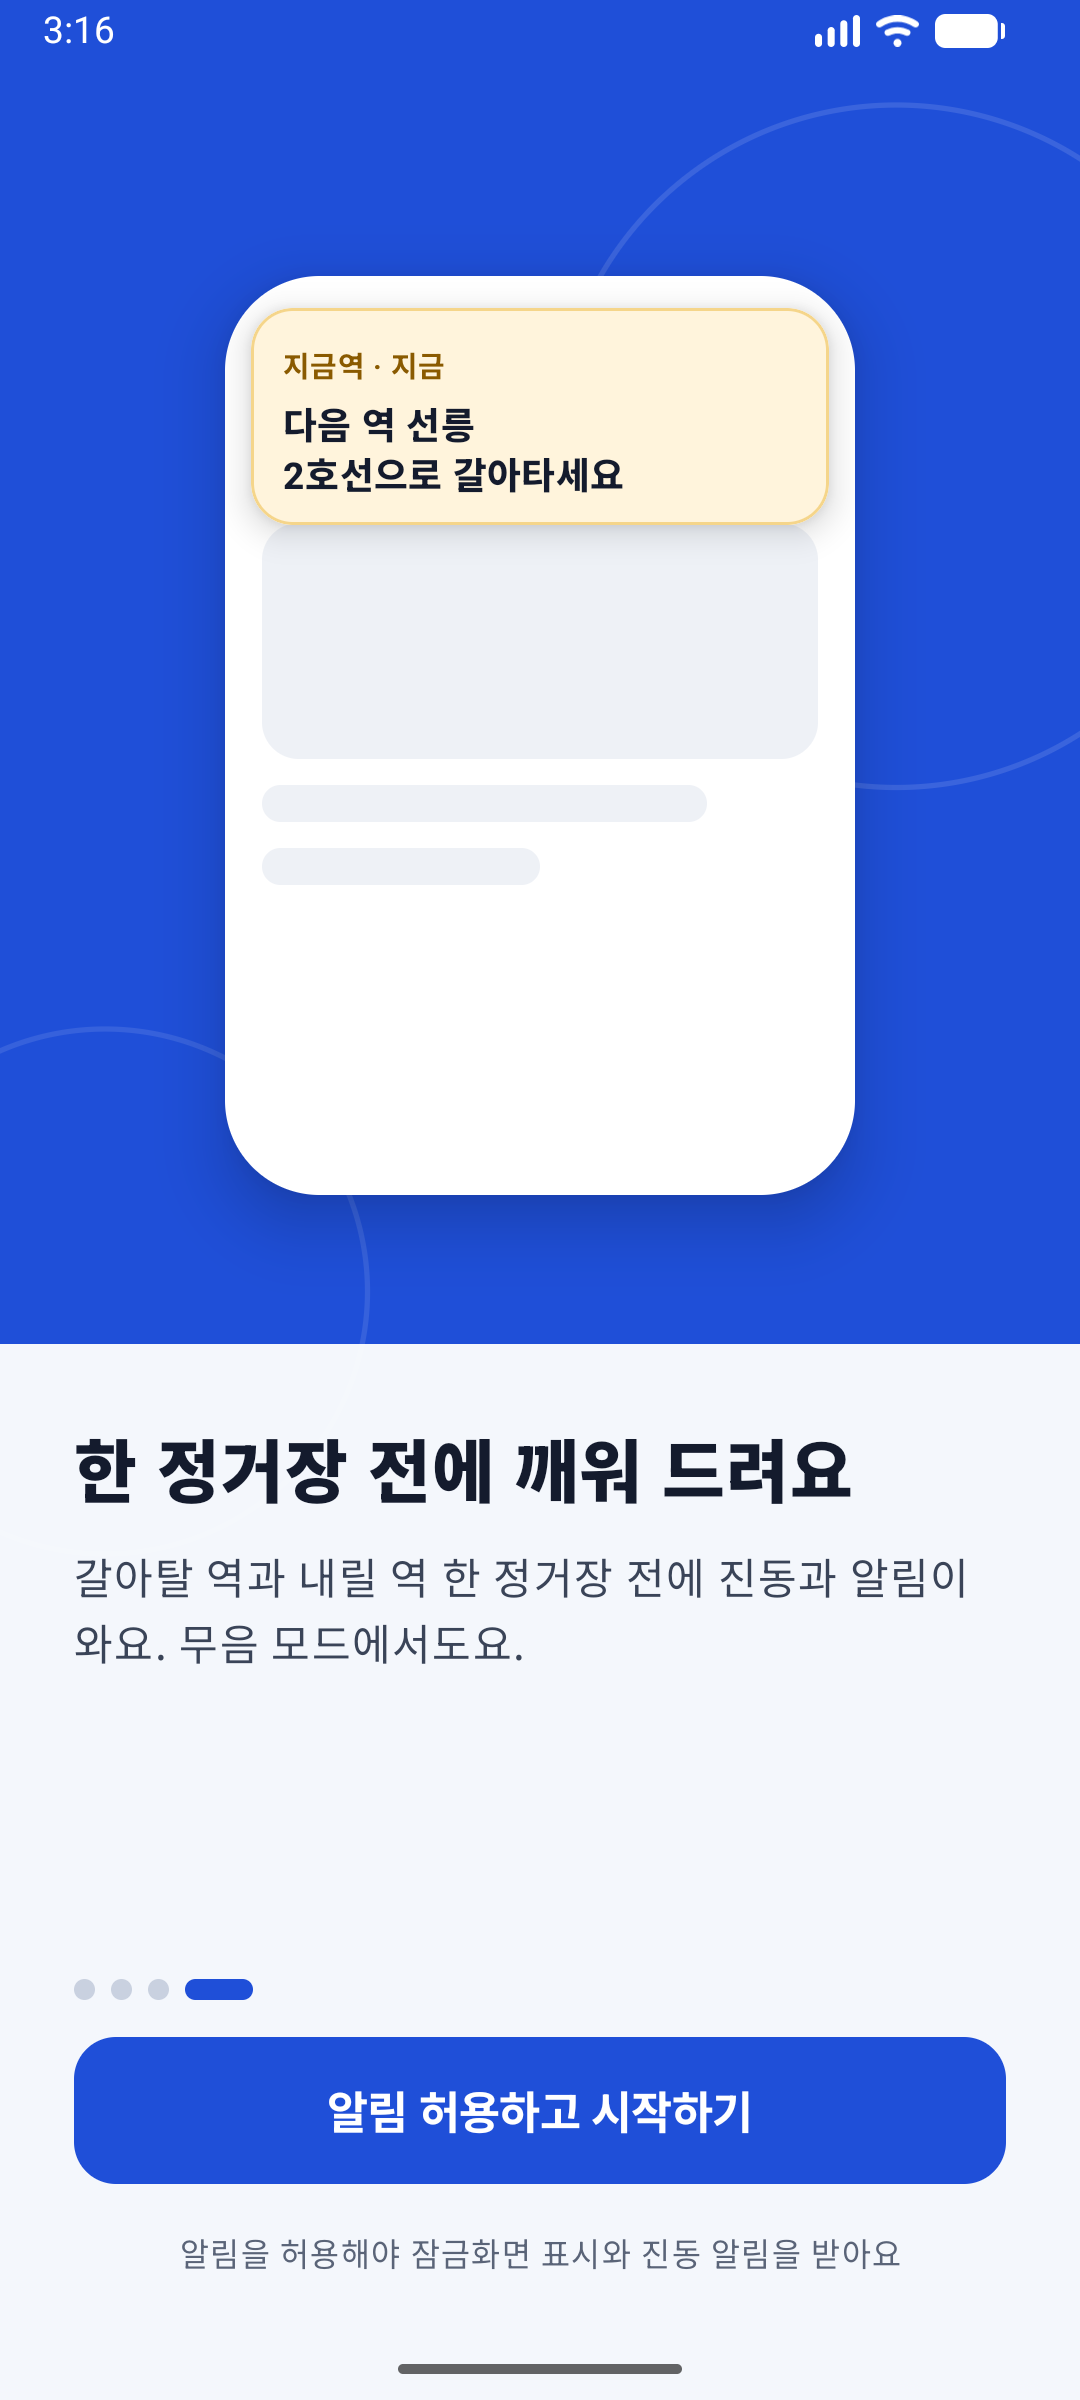 3:16
지금역 · 지금
다음 역 선릉
2호선으로 갈아타세요
한 정거장 전에 깨워 드려요
갈아탈 역과 내릴 역 한 정거장 전에 진동과 알림이
와요. 무음 모드에서도요.
알림 허용하고 시작하기
알림을 허용해야 잠금화면 표시와 진동 알림을 받아요